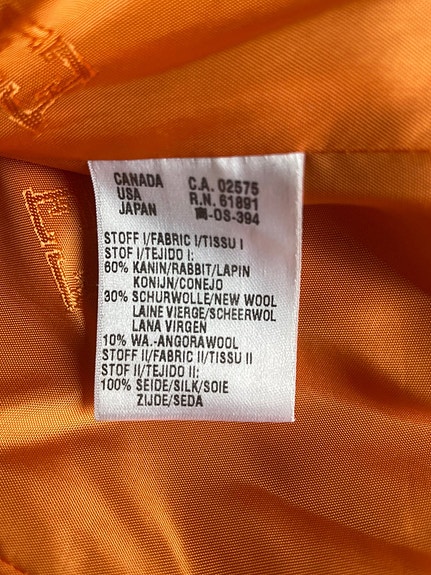 CANADA C.A. 02575
USA R.N. 61891
JAPAN -OS-394
STOFF I/FABRIC I/TISSU I
STOF I/TEJIDO I:
60% KANIN/RABBIT/LAPIN
KONIJN/CONEJO
30% SCHURWOLLE/NEW WOOL
LAINE VIERGE/SCHEERWOL
LANA VIRGEN
10% WA.-ANGORAWOOL
STOFF II/FABRIC II/TISSU II
STOF II/TEJIDO II:
100% SEIDE/SILK/SOIE
ZIJDE/SEDA